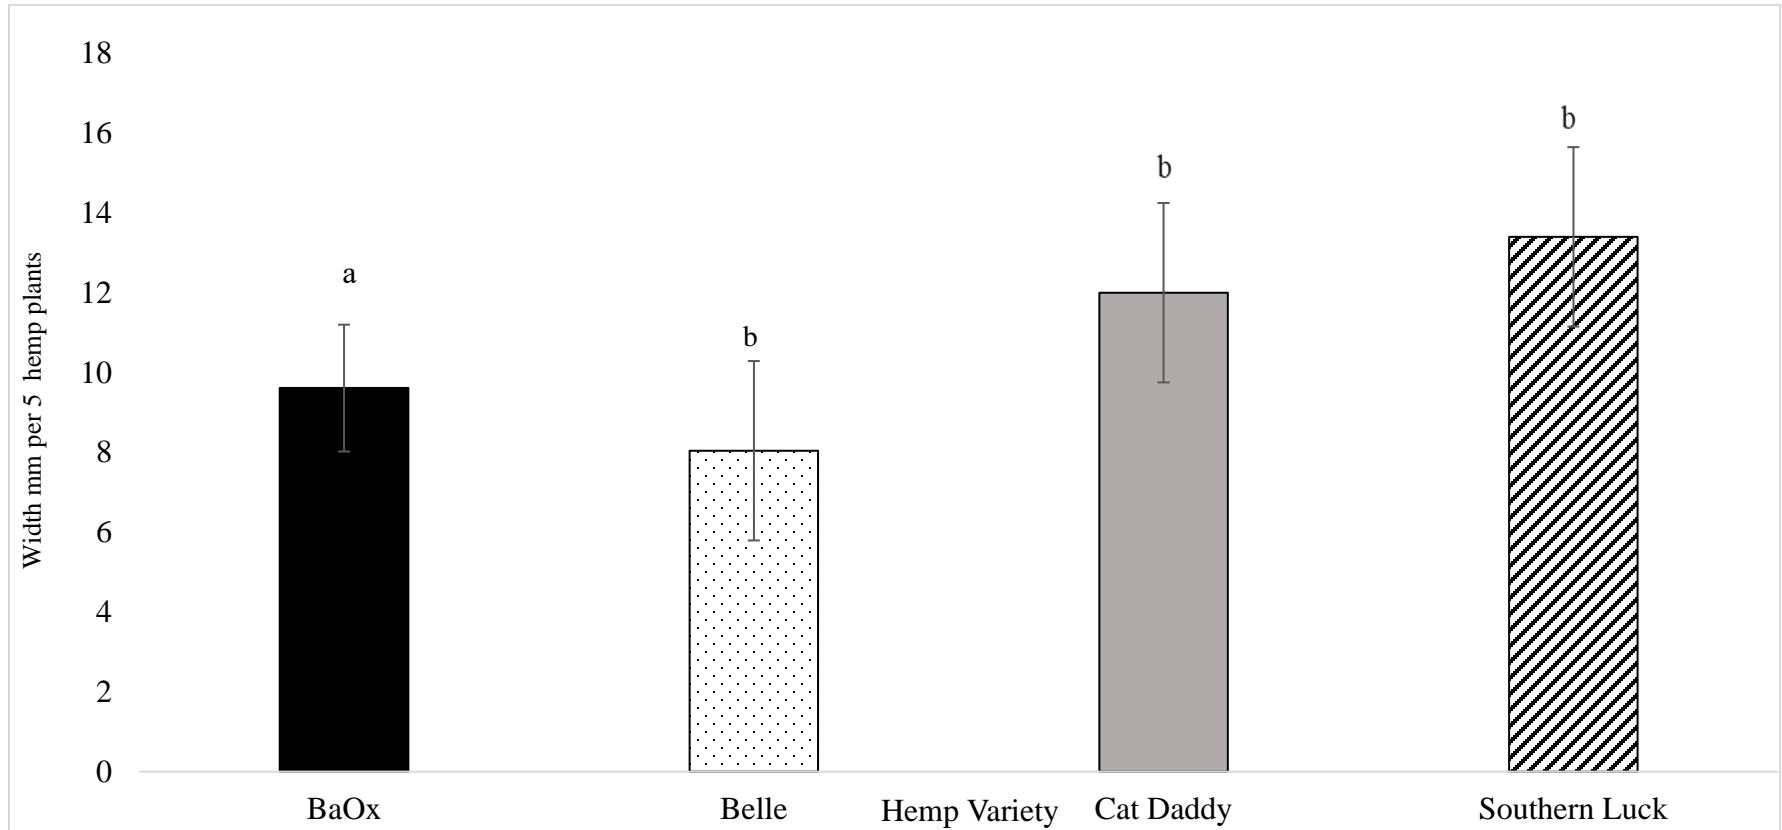 18
16
14
12
10
8
6
4
2
0
Width mm per 5 hemp plants
a
b
b
b
BaOx
Belle
Hemp Variety
Cat Daddy
Southern Luck